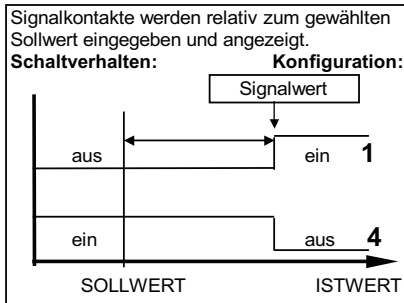 Signalkontakte werden relativ zum gewählten
Sollwert eingegeben und angezeigt.
Schaltverhalten: Konfiguration:
Signalwert
aus ein 1
ein aus 4
SOLLWERT ISTWERT